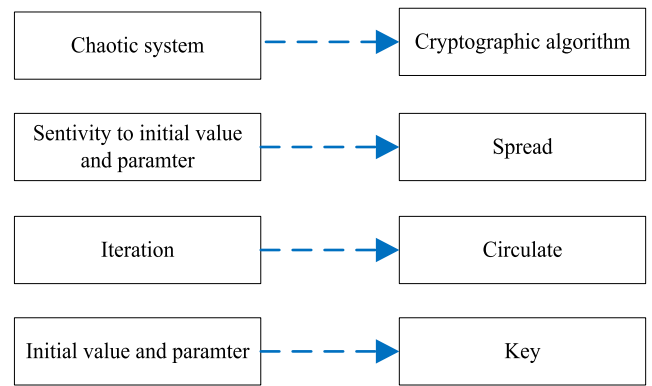 Chaotic system
Cryptographic algorithm
Sentivity to initial value
and paramter
Spread
Iteration
Circulate
Initial value and paramter
Key